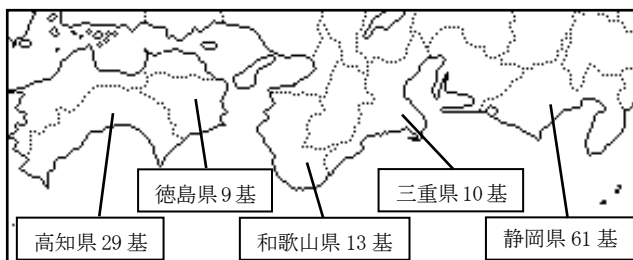 徳島県 9 基
三重県 10 基
高知県 29 基
和歌山県 13 基
静岡県 61 基